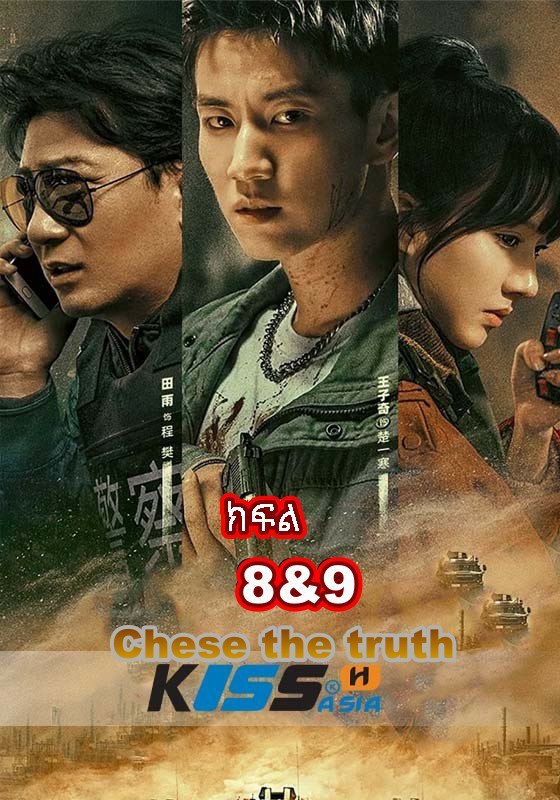 田雨 饰 程樊
王子奇 饰 楚一寒
警察
ክፍል
8&9
Chese the truth
KISS K H
ASIA